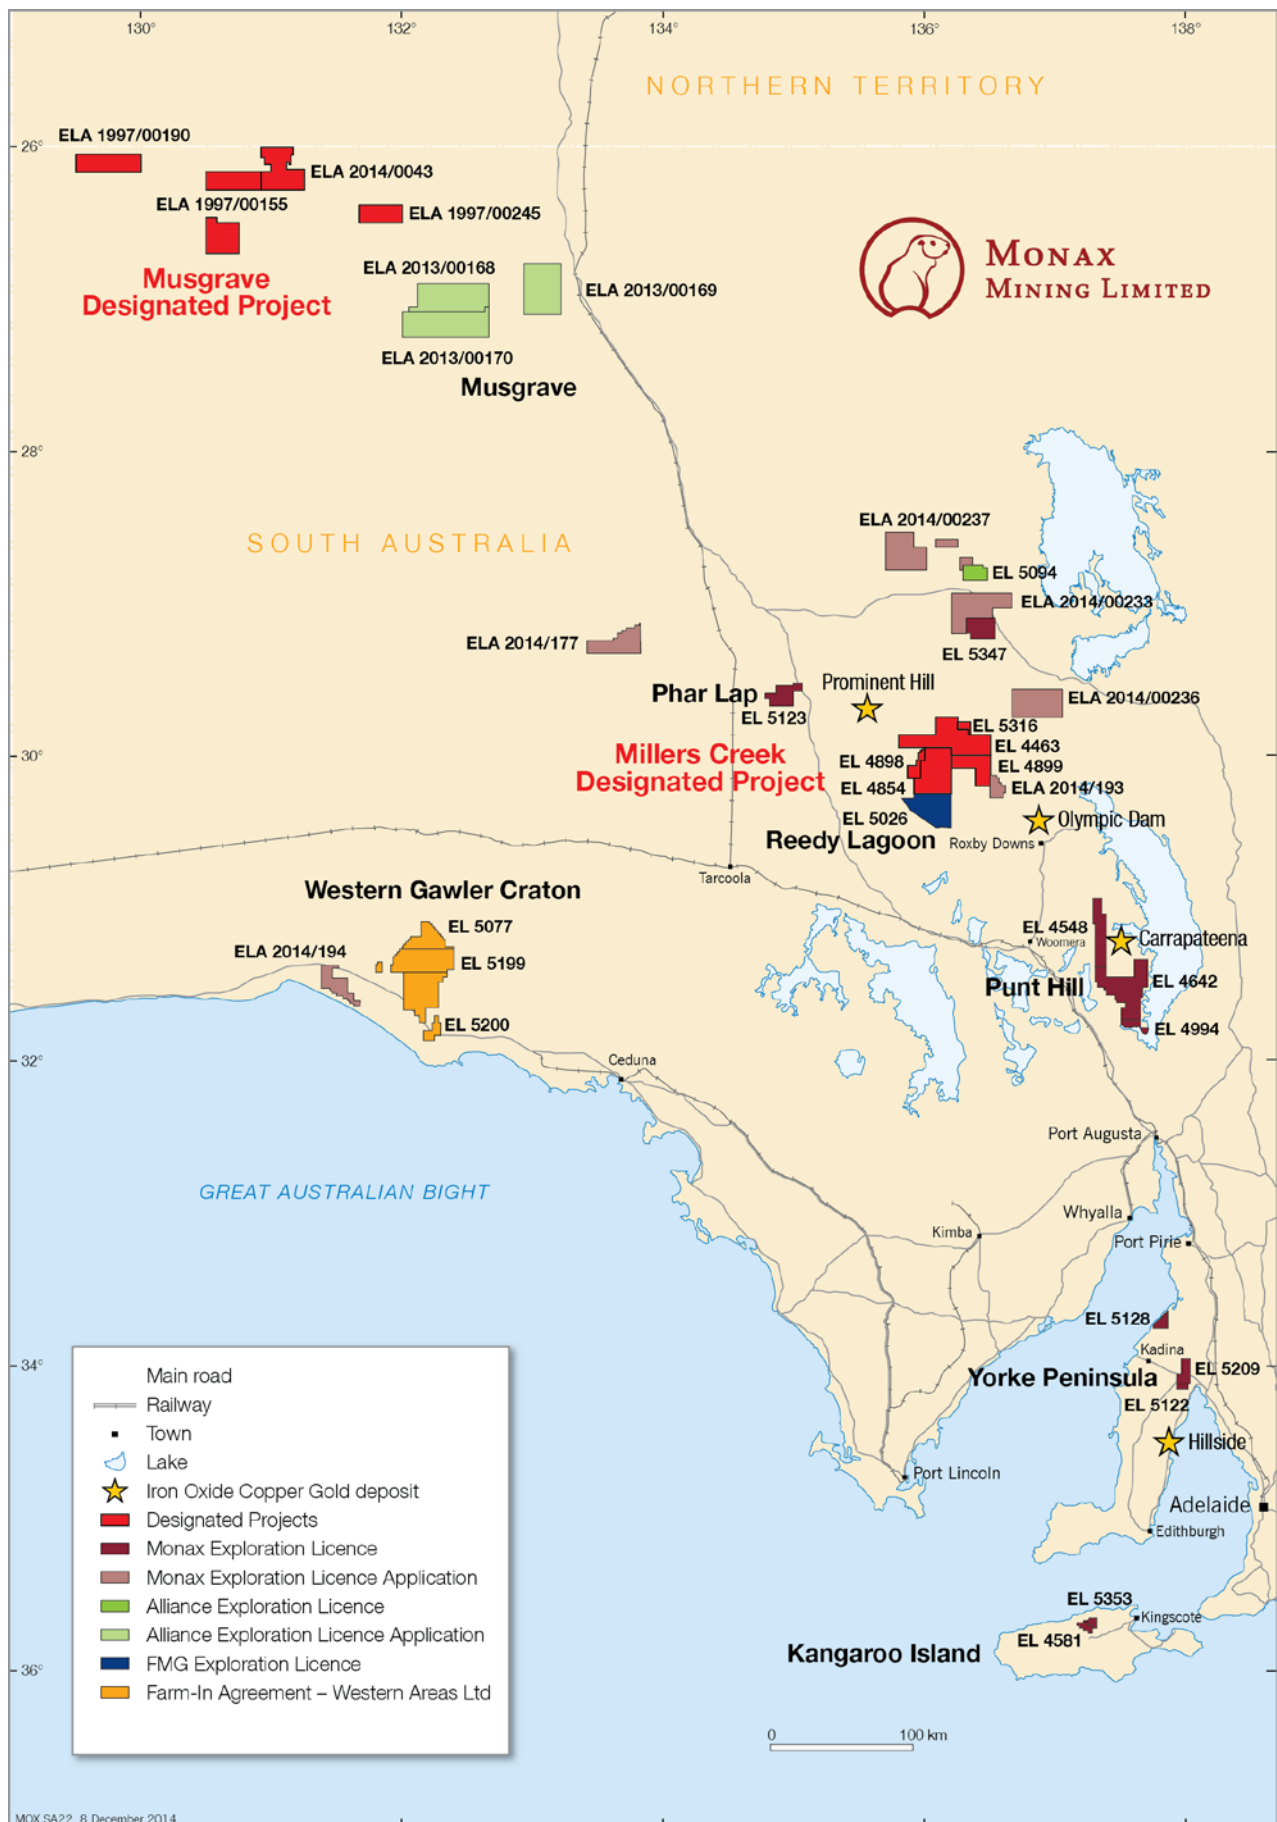 130°
132°
134°
136°
138°
NORTHERN TERRITORY
ELA 1997/00190
26°
ELA 2014/0043
ELA 1997/00155
ELA 1997/00245
Musgrave
Designated Project
MONAX
MINING LIMITED
ELA 2013/00168
ELA 2013/00169
ELA 2013/00170
Musgrave
28°
SOUTH AUSTRALIA
ELA 2014/00237
EL 5094
ELA 2014/00233
EL 5347
ELA 2014/177
Phar Lap
EL 5123
Prominent Hill
ELA 2014/00236
EL 5316
EL 4463
30°
Millers Creek
Designated Project
EL 4898
EL 4899
EL 4854
ELA 2014/193
EL 5026
Olympic Dam
Reedy Lagoon
Roxby Downs
Tarcoola
Western Gawler Craton
EL 5077
ELA 2014/194
EL 5199
EL 5200
EL 4548
Woomera
Carrapateena
Punt Hill
EL 4642
EL 4994
32°
Ceduna
Port Augusta
GREAT AUSTRALIAN BIGHT
Whyalla
Kimba
Port Pirie
EL 5128
Kadina
34°
Yorke Peninsula
EL 5209
EL 5122
Hillside
Port Lincoln
Adelaide
Edithburgh
EL 5353
Kingscote
EL 4581
Kangaroo Island
36°
Main road
Railway
Town
Lake
Iron Oxide Copper Gold deposit
Designated Projects
Monax Exploration Licence
Monax Exploration Licence Application
Alliance Exploration Licence
Alliance Exploration Licence Application
FMG Exploration Licence
Farm-In Agreement – Western Areas Ltd
0
100 km
MOX SA22 8 December 2014